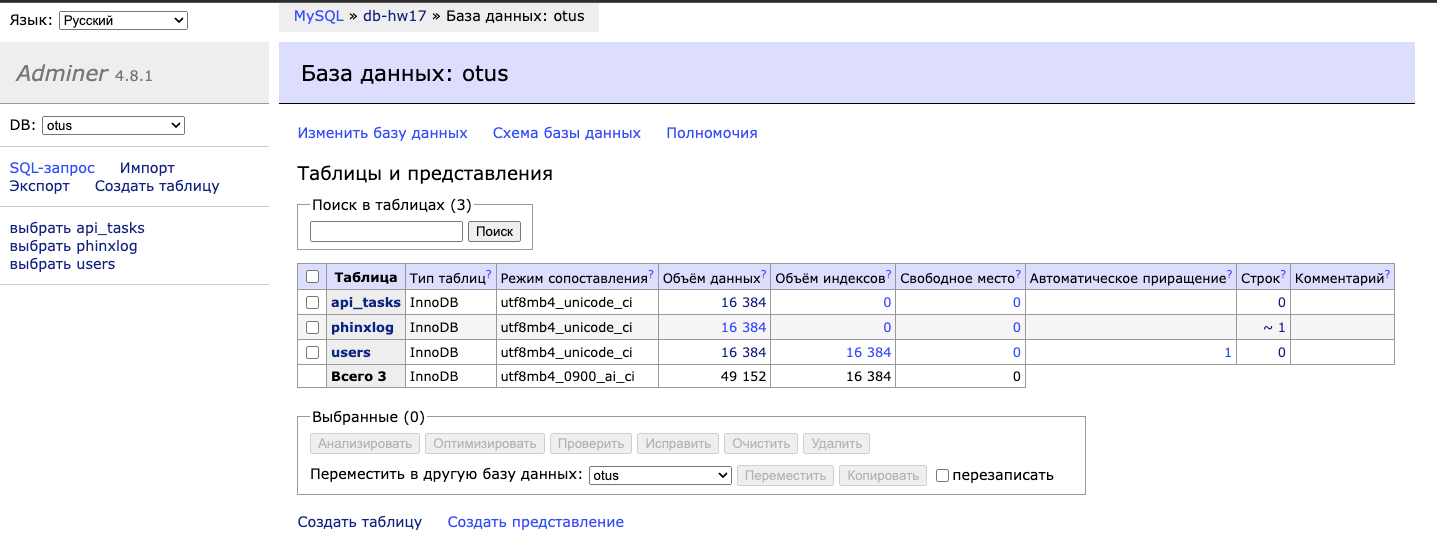 Язык: Русский
MySQL » db-hw17 » База данных: otus
Adminer 4.8.1
DB: otus
SQL-запрос Импорт
Экспорт Создать таблицу
выбрать api_tasks
выбрать phinxlog
выбрать users
База данных: otus
Изменить базу данных Схема базы данных Полномочия
Таблицы и представления
Поиск в таблицах (3)
Поиск
Таблица Тип таблиц? Режим сопоставления? Объём данных? Объём индексов? Свободное место? Автоматическое приращение? Строк? Комментарий?
api_tasks InnoDB utf8mb4_unicode_ci 16 384 0 0 0
phinxlog InnoDB utf8mb4_unicode_ci 16 384 0 0 ~ 1
users InnoDB utf8mb4_unicode_ci 16 384 16 384 0 1 0
Всего 3 InnoDB utf8mb4_0900_ai_ci 49 152 16 384 0
Выбранные (0)
Анализировать Оптимизировать Проверить Исправить Очистить Удалить
Переместить в другую базу данных: otus Переместить Копировать перезаписать
Создать таблицу Создать представление